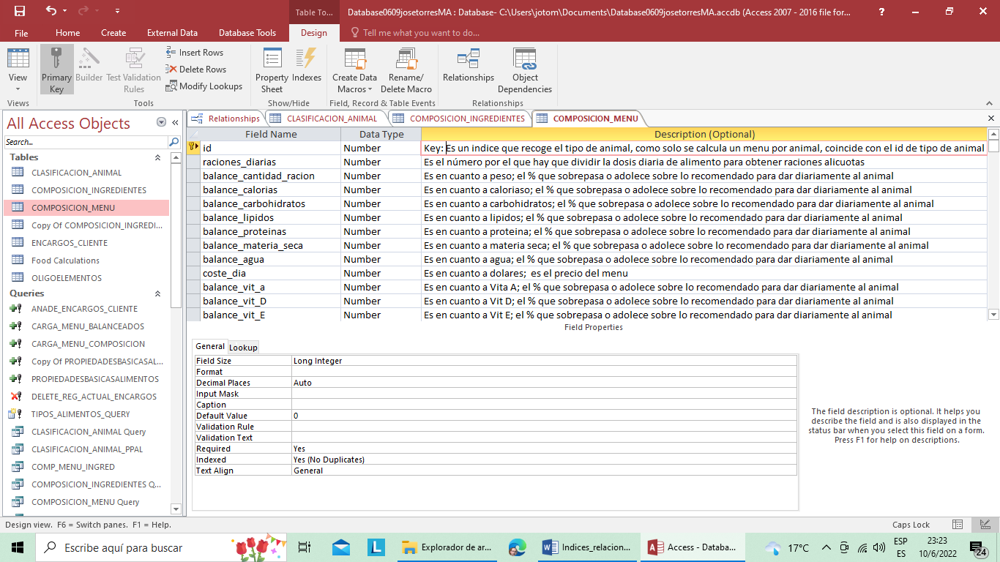 Table To...
Database0609josetorresMA : Database- C:\Users\jotom\Documents\Database0609josetorresMA.accdb (Access 2007 - 2016 file for...
File Home Create External Data Database Tools Design Tell me what you want to do...
View
Primary Key
Builder
Test Validation Rules
Insert Rows
Delete Rows
Modify Lookups
Property Sheet
Indexes
Create Data Macros
Rename/ Delete Macro
Relationships
Object Dependencies
Views Tools Show/Hide Field, Record & Table Events Relationships
All Access Objects
Search...
Tables
CLASIFICACION_ANIMAL
COMPOSICION_INGREDIENTES
COMPOSICION_MENU
Copy Of COMPOSICION_INGREDI...
ENCARGOS_CLIENTE
Food Calculations
OLIGOELEMENTOS
Queries
ANADE_ENCARGOS_CLIENTE
CARGA_MENU_BALANCEADOS
CARGA_MENU_COMPOSICION
Copy Of PROPIEDADESBASICASAL...
PROPIEDADESBASICASALIMENTOS
DELETE_REG_ACTUAL_ENCARGOS
TIPOS_ALIMENTOS_QUERY
CLASIFICACION_ANIMAL Query
CLASIFICACION_ANIMAL_PPAL
COMP_MENU_INGRED
COMPOSICION_INGREDIENTES Q...
COMPOSICION_MENU Query
Relationships CLASIFICACION_ANIMAL COMPOSICION_INGREDIENTES COMPOSICION_MENU
Field Name Data Type Description (Optional)
id Number Key: Es un indice que recoge el tipo de animal, como solo se calcula un menu por animal, coincide con el id de tipo de animal
raciones_diarias Number Es el número por el que hay que dividir la dosis diaria de alimento para obtener raciones alicuotas
balance_cantidad_racion Number Es en cuanto a peso; el % que sobrepasa o adolece sobre lo recomendado para dar diariamente al animal
balance_calorias Number Es en cuanto a caloriaso; el % que sobrepasa o adolece sobre lo recomendado para dar diariamente al animal
balance_carbohidratos Number Es en cuanto a carbohidratos; el % que sobrepasa o adolece sobre lo recomendado para dar diariamente al animal
balance_lipidos Number Es en cuanto a lipidos; el % que sobrepasa o adolece sobre lo recomendado para dar diariamente al animal
balance_proteinas Number Es en cuanto a proteina; el % que sobrepasa o adolece sobre lo recomendado para dar diariamente al animal
balance_materia_seca Number Es en cuanto a materia seca; el % que sobrepasa o adolece sobre lo recomendado para dar diariamente al animal
balance_agua Number Es en cuanto a agua; el % que sobrepasa o adolece sobre lo recomendado para dar diariamente al animal
coste_dia Number Es en cuanto a dolares; es el precio del menu
balance_vit_a Number Es en cuanto a Vita A; el % que sobrepasa o adolece sobre lo recomendado para dar diariamente al animal
balance_vit_D Number Es en cuanto a Vit D; el % que sobrepasa o adolece sobre lo recomendado para dar diariamente al animal
balance_vit_E Number Es en cuanto a Vit E; el % que sobrepasa o adolece sobre lo recomendado para dar diariamente al animal
Field Properties
General Lookup
Field Size Long Integer
Format
Decimal Places Auto
Input Mask
Caption
Default Value 0
Validation Rule
Validation Text
Required Yes
Indexed Yes (No Duplicates)
Text Align General
The field description is optional. It helps you
describe the field and is also displayed in the
status bar when you select this field on a form.
Press F1 for help on descriptions.
Design view. F6 = Switch panes. F1 = Help. Caps Lock
Escribe aquí para buscar
L
Explorador de ar...
Indices_relacion...
Access - Databa...
17°C
ESP
ES
23:23
10/6/2022
24